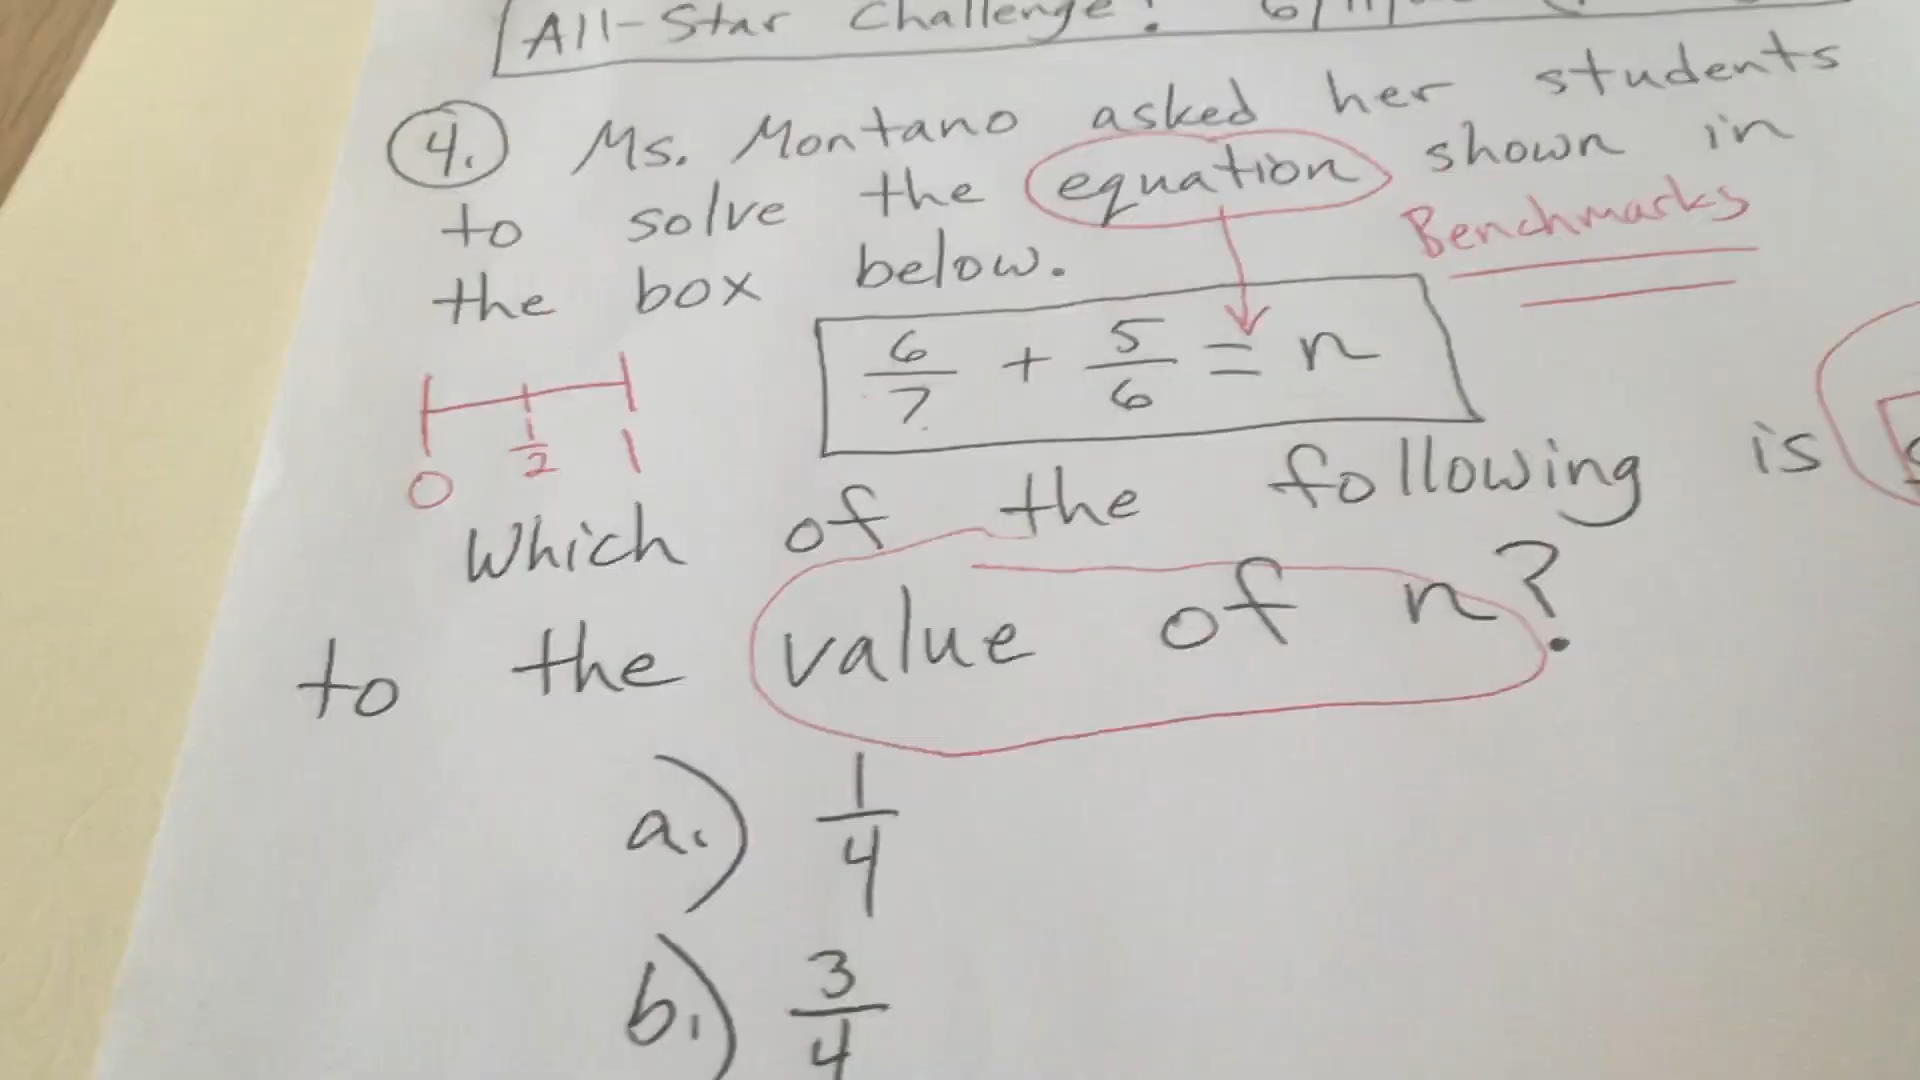 All-Star Challenge!
4. Ms. Montano asked her students
to solve the equation shown in
the box below.
Benchmarks
6/7 + 5/6 = n
0 1/2 1
Which of the following is
to the value of n?
a.) 1/4
b.) 3/4